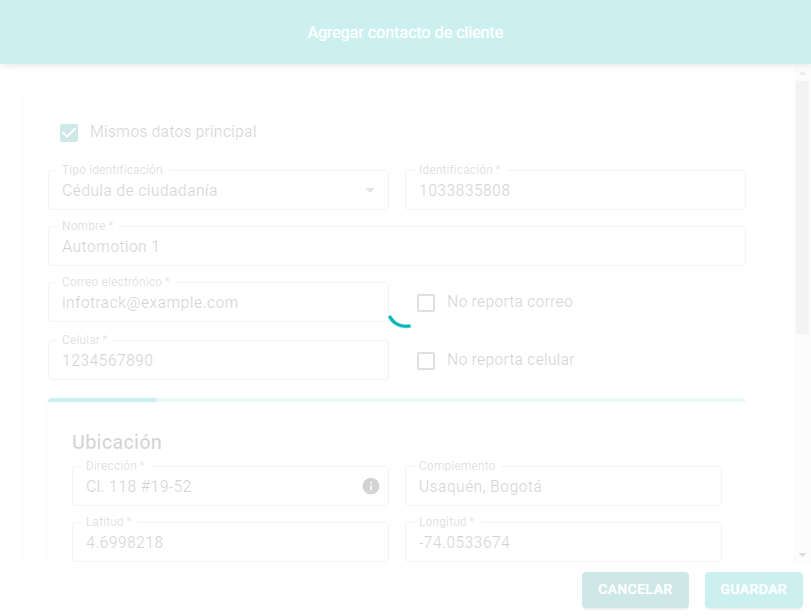 Agregar contacto de cliente
Mismos datos principal
Tipo identificación
Identificación *
Cédula de ciudadanía
1033835808
Nombre *
Automotion 1
Correo electrónico *
infotrack@example.com
No reporta correo
Celular *
1234567890
No reporta celular
Ubicación
Dirección *
Complemento
Cl. 118 #19-52
Usaquén, Bogotá
Latitud *
Longitud *
4.6998218
-74.0533674
CANCELAR
GUARDAR